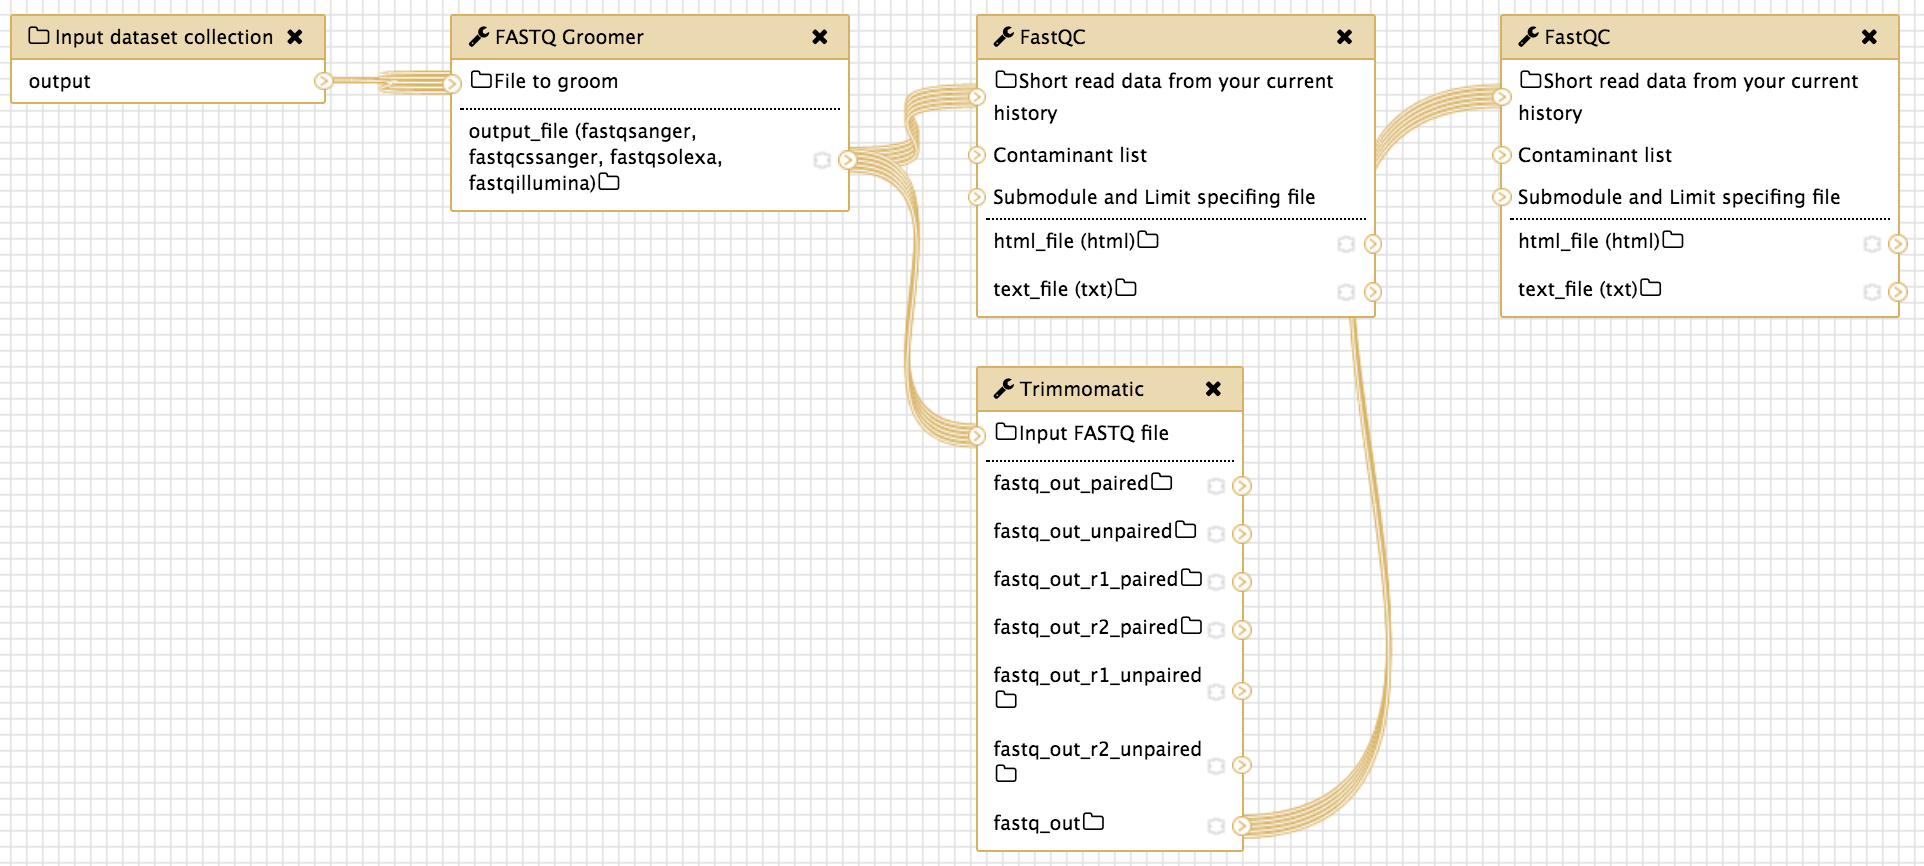 Input dataset collection
output
FASTQ Groomer
File to groom
output_file (fastqsanger,
fastqcssanger, fastqsolexa,
fastqillumina)
FastQC
Short read data from your current
history
Contaminant list
Submodule and Limit specifing file
html_file (html)
text_file (txt)
FastQC
Short read data from your current
history
Contaminant list
Submodule and Limit specifing file
html_file (html)
text_file (txt)
Trimmomatic
Input FASTQ file
fastq_out_paired
fastq_out_unpaired
fastq_out_r1_paired
fastq_out_r2_paired
fastq_out_r1_unpaired
fastq_out_r2_unpaired
fastq_out